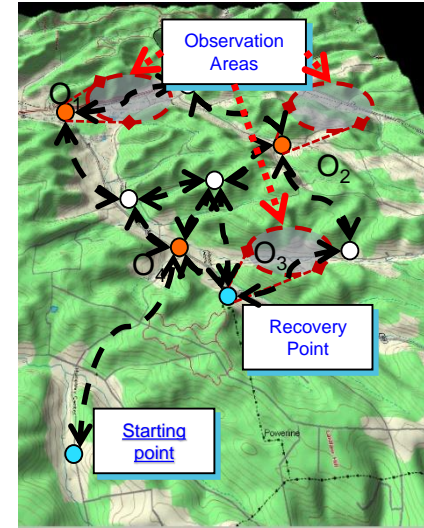 Observation
Areas
O1
O2
O3
O4
Recovery
Point
Starting
point
Powerline